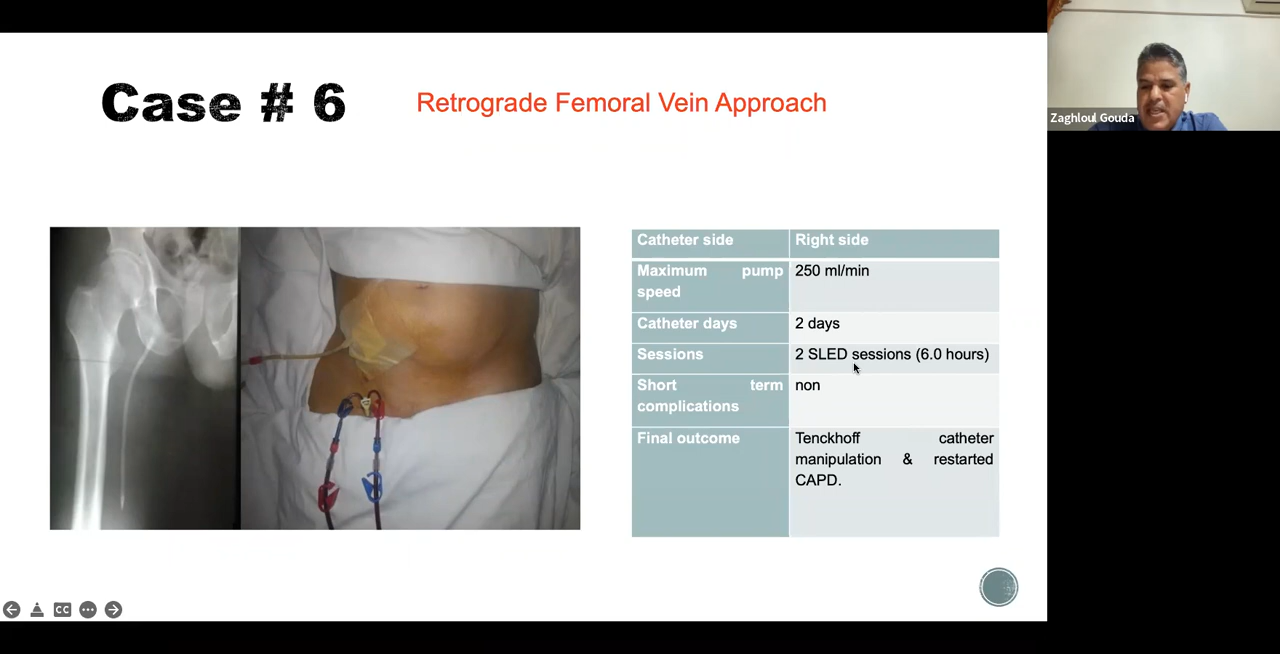 Case # 6
Retrograde Femoral Vein Approach
Zaghloul Gouda
Catheter side Right side
Maximum pump speed 250 ml/min
Catheter days 2 days
Sessions 2 SLED sessions (6.0 hours)
Short term complications non
Final outcome Tenckhoff catheter
manipulation & restarted
CAPD.
CC